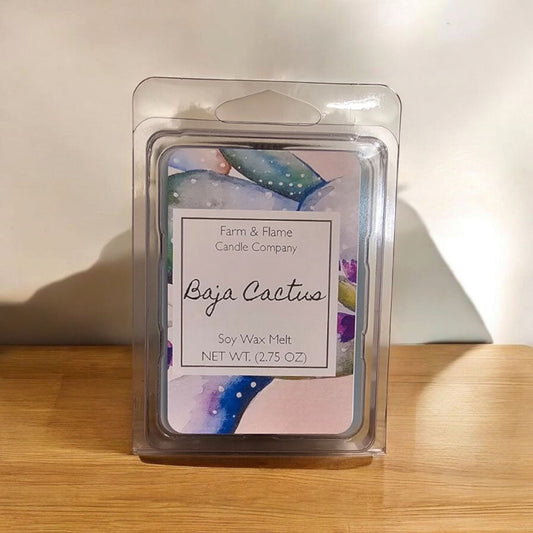 Farm & Flame
Candle Company
Baja Cactus
Soy Wax Melt
NET WT. (2.75 OZ)